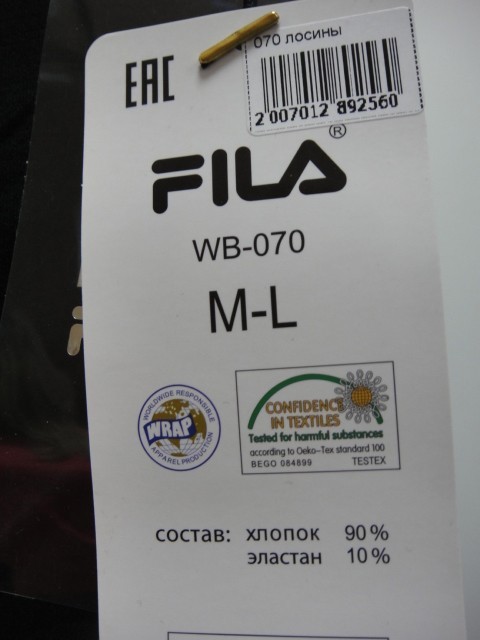 070 лосины
2 007012 892560
EAC
FILA®
WB-070
M-L
WORLDWIDE RESPONSIBLE
WRAP
APPAREL PRODUCTION
CONFIDENCE
IN TEXTILES
Tested for harmful substances
according to Oeko-Tex standard 100
BEGO 084899 TESTEX
состав: хлопок 90%
эластан 10%